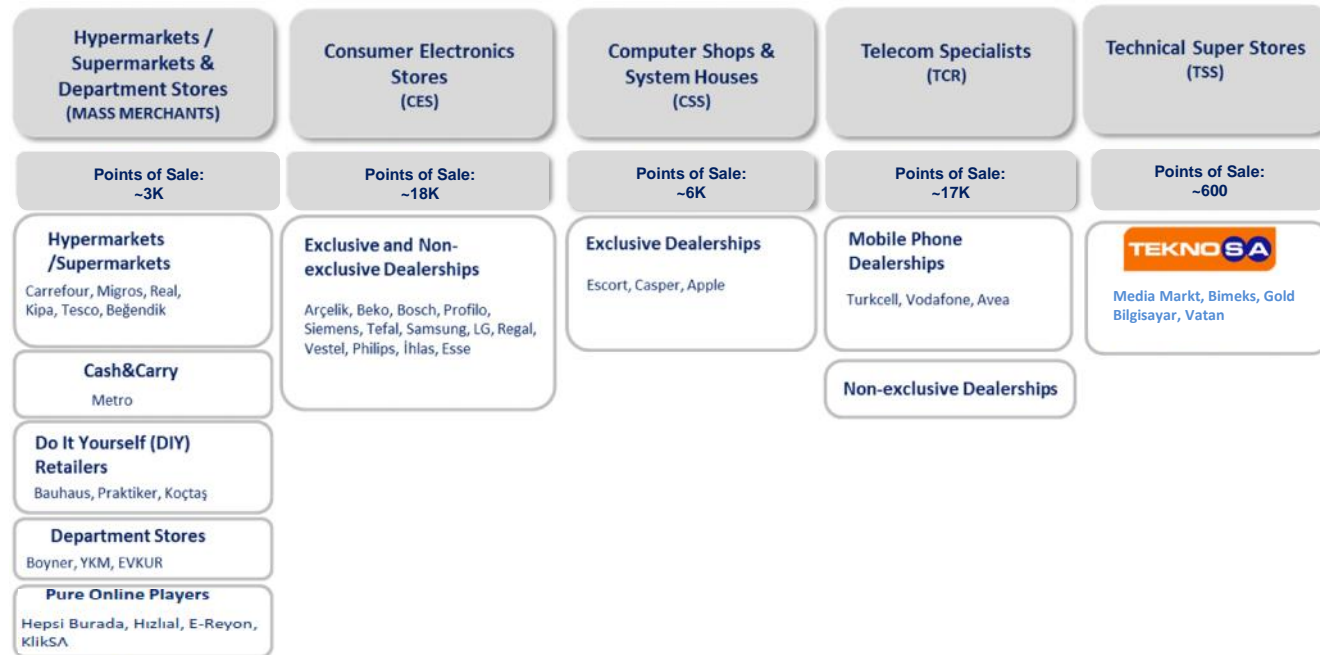 Hypermarkets /
Supermarkets &
Department Stores
(MASS MERCHANTS)
Points of Sale:
~3K
Hypermarkets
/Supermarkets
Carrefour, Migros, Real,
Kipa, Tesco, Beğendik
Cash&Carry
Metro
Do It Yourself (DIY)
Retailers
Bauhaus, Praktiker, Koçtaş
Department Stores
Boyner, YKM, EVKUR
Pure Online Players
Hepsi Burada, Hızlıal, E-Reyon,
KlikSA
Consumer Electronics
Stores
(CES)
Points of Sale:
~18K
Exclusive and Non-
exclusive Dealerships
Arçelik, Beko, Bosch, Profilo,
Siemens, Tefal, Samsung, LG, Regal,
Vestel, Philips, İhlas, Esse
Computer Shops &
System Houses
(CSS)
Points of Sale:
~6K
Exclusive Dealerships
Escort, Casper, Apple
Telecom Specialists
(TCR)
Points of Sale:
~17K
Mobile Phone
Dealerships
Turkcell, Vodafone, Avea
Non-exclusive Dealerships
Technical Super Stores
(TSS)
Points of Sale:
~600
TEKNOSA
Media Markt, Bimeks, Gold
Bilgisayar, Vatan